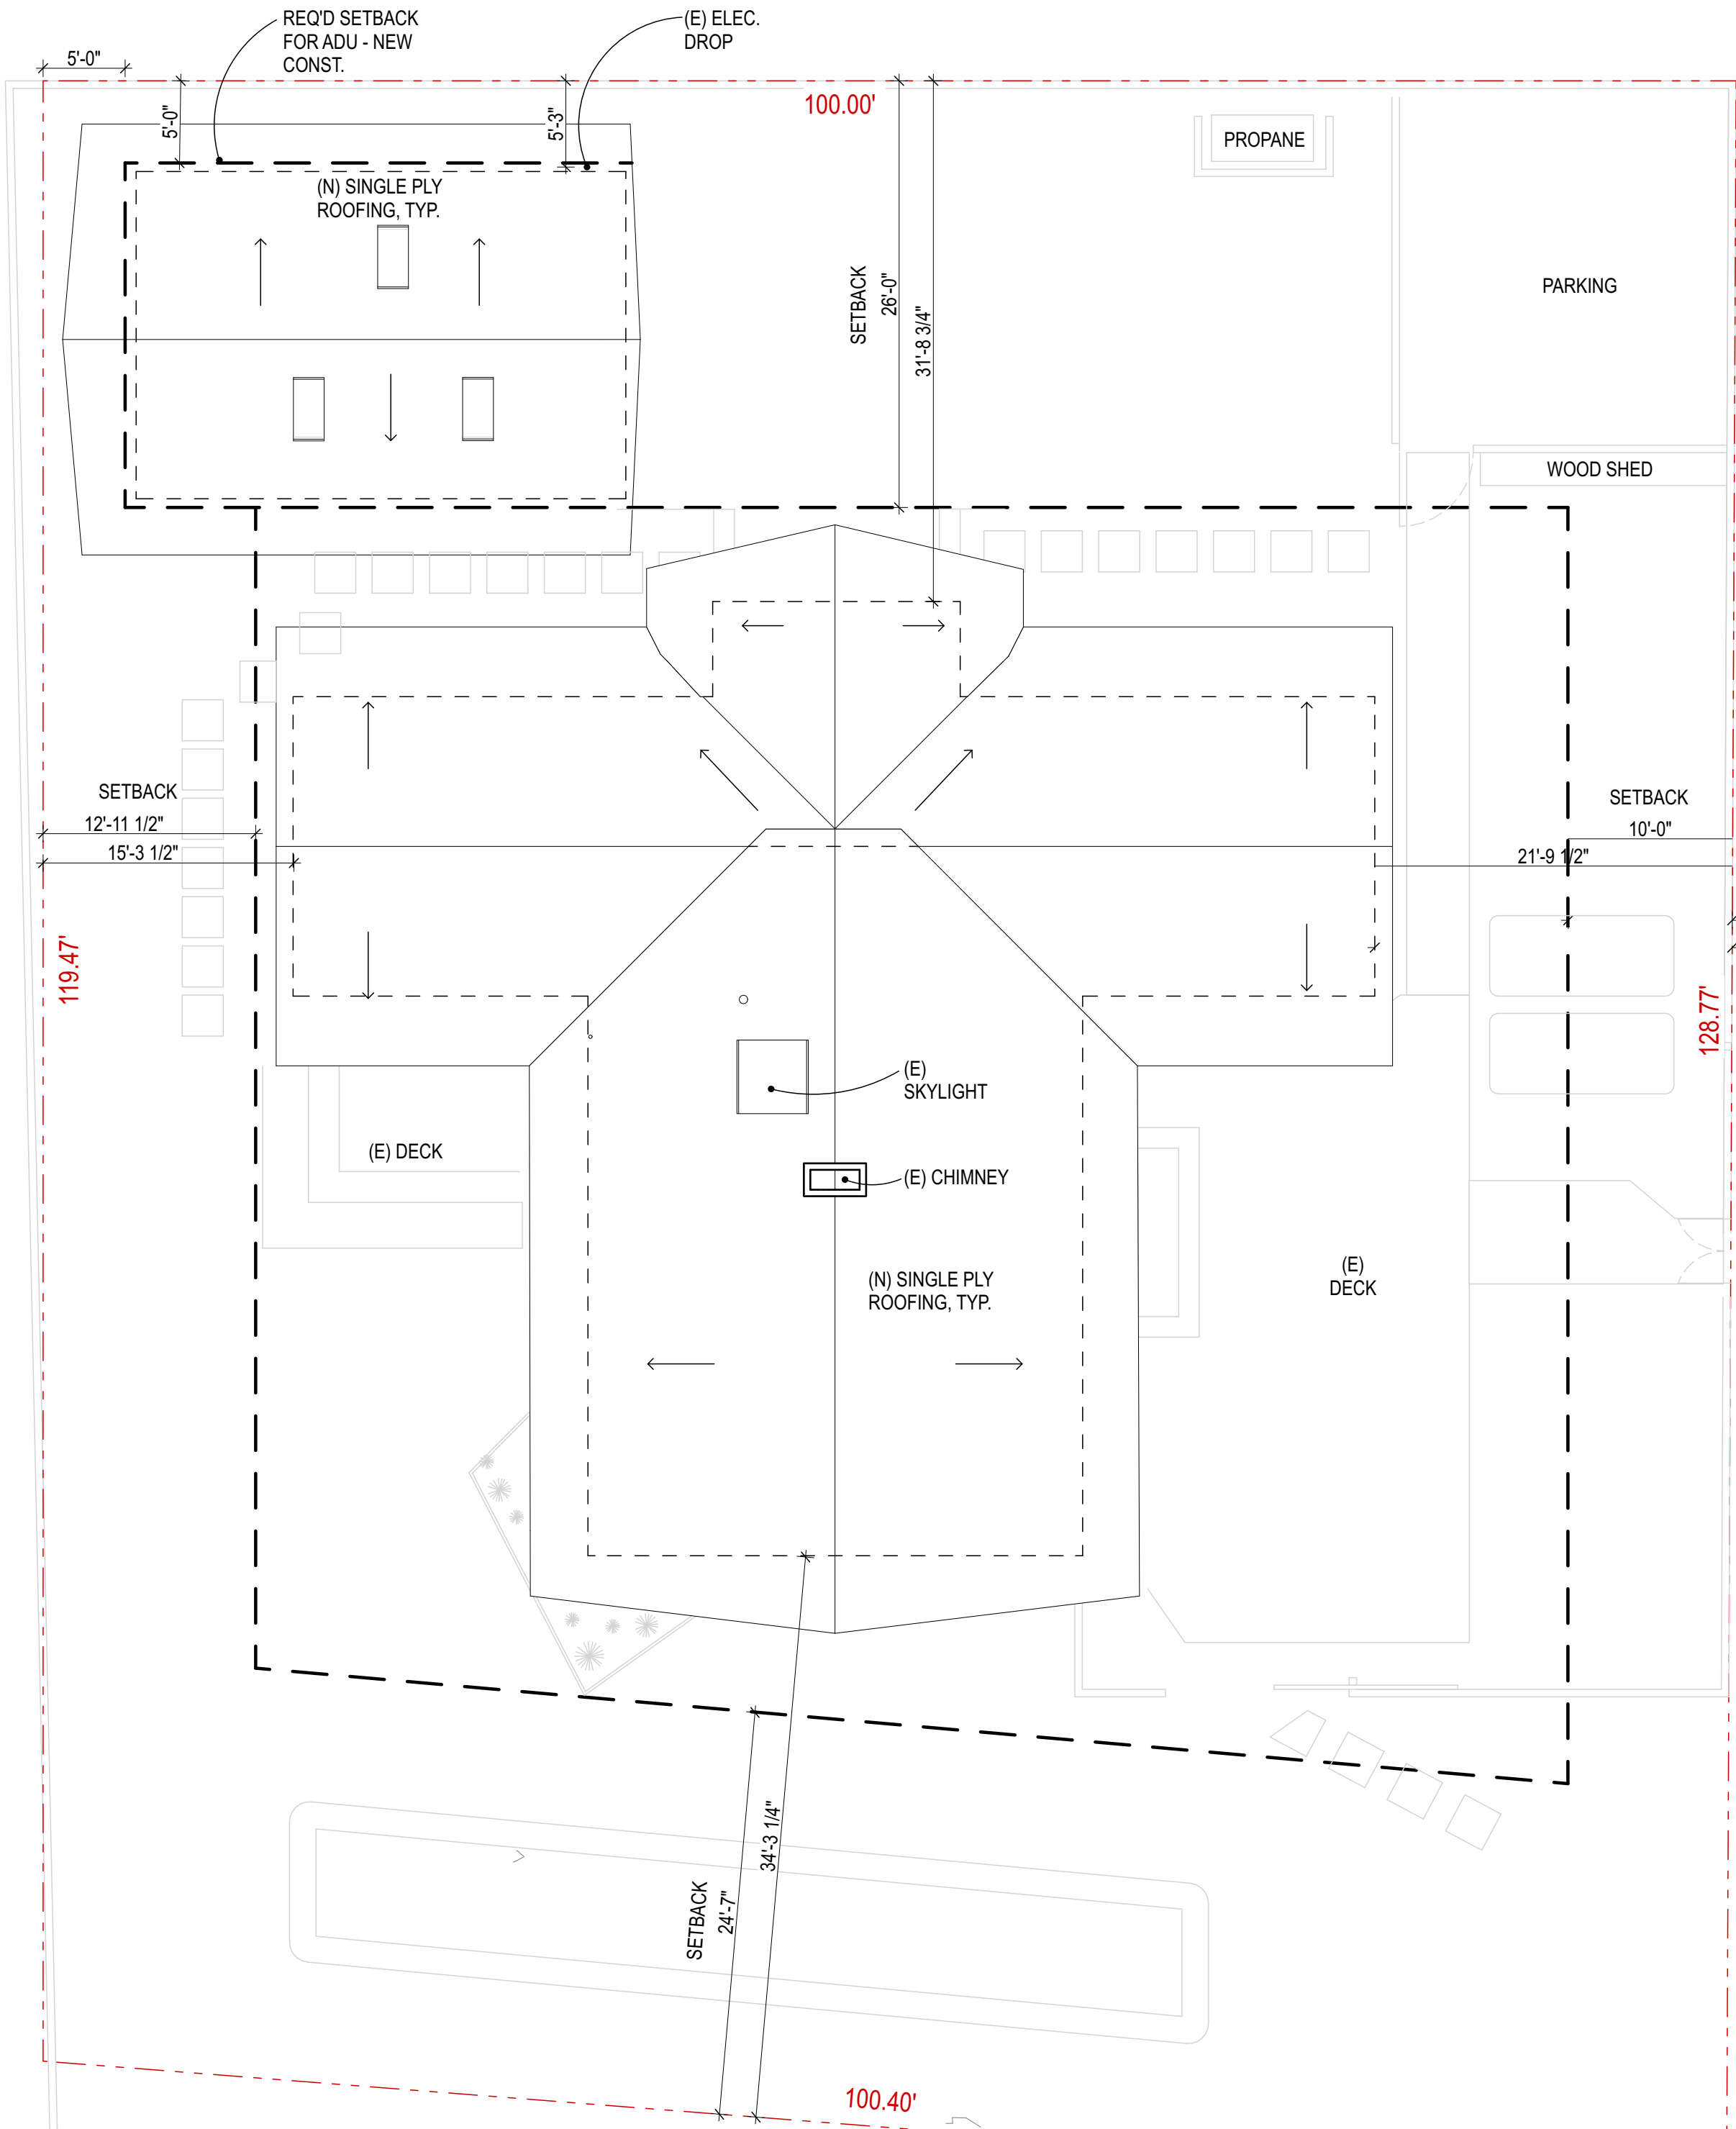 REQ'D SETBACK
FOR ADU - NEW
CONST.
(E) ELEC.
DROP
5'-0"
5'-0"
5'-3"
100.00'
PROPANE
(N) SINGLE PLY
ROOFING, TYP.
SETBACK
26'-0"
31'-8 3/4"
PARKING
WOOD SHED
SETBACK
12'-11 1/2"
15'-3 1/2"
SETBACK
10'-0"
21'-9 1/2"
119.47'
128.77'
(E)
SKYLIGHT
(E) DECK
(E) CHIMNEY
(N) SINGLE PLY
ROOFING, TYP.
(E)
DECK
34'-3 1/4"
SETBACK
24'-7"
100.40'